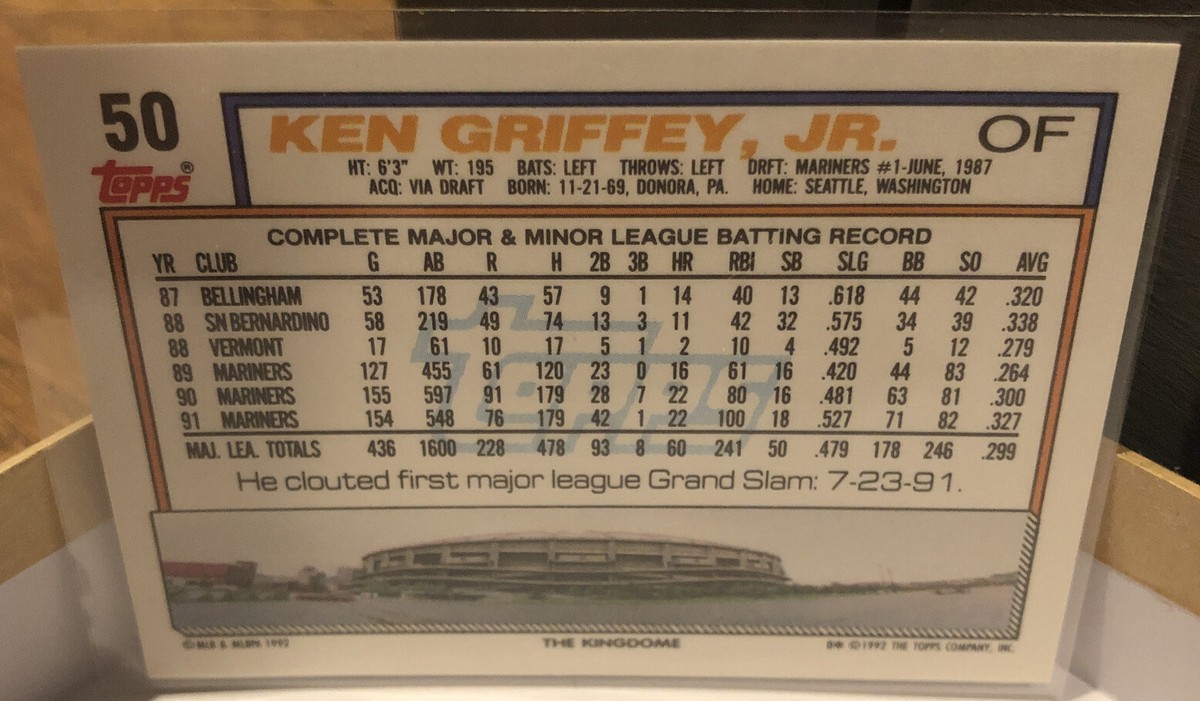 50
KEN GRIFFEY, JR. OF
Topps®
HT: 6'3" WT: 195 BATS: LEFT THROWS: LEFT DRFT: MARINERS #1-JUNE, 1987
ACQ: VIA DRAFT BORN: 11-21-69, DONORA, PA. HOME: SEATTLE, WASHINGTON
COMPLETE MAJOR & MINOR LEAGUE BATTING RECORD
YR CLUB G AB R H 2B 3B HR RBI SB SLG BB SO AVG
87 BELLINGHAM 53 178 43 57 9 1 14 40 13 .618 44 42 .320
88 SN BERNARDINO 58 219 49 74 13 3 11 42 32 .575 34 39 .338
88 VERMONT 17 61 10 17 5 1 2 10 4 .492 5 12 .279
89 MARINERS 127 455 61 120 23 0 16 61 16 .420 44 83 .264
90 MARINERS 155 597 91 179 28 7 22 80 16 .481 63 81 .300
91 MARINERS 154 548 76 179 42 1 22 100 18 .527 71 82 .327
MAJ. LEA. TOTALS 436 1600 228 478 93 8 60 241 50 .479 178 246 .299
Topps
He clouted first major league Grand Slam: 7-23-91.
© MLB & MLBPA 1992 THE KINGDOME B* © 1992 THE TOPPS COMPANY, INC.